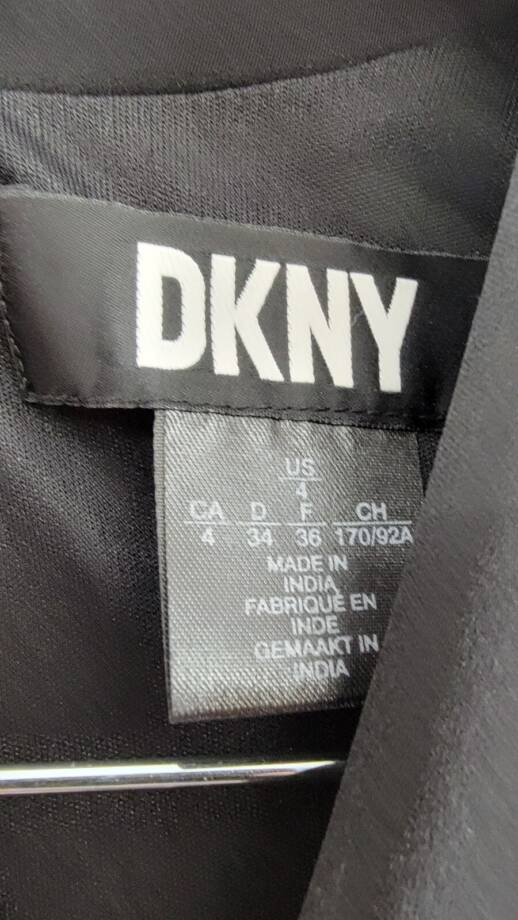 DKNY
US
4
CA D F CH
4 34 36 170/92A
MADE IN
INDIA
FABRIQUÉ EN
INDE
GEMAAKT IN
INDIA